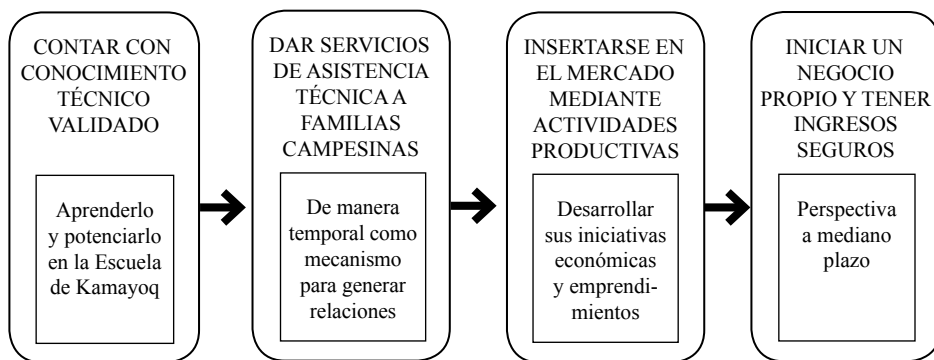 CONTAR CON
CONOCIMIENTO
TÉCNICO
VALIDADO
Aprenderlo
y potenciarlo
en la Escuela
de Kamayoq
DAR SERVICIOS
DE ASISTENCIA
TÉCNICA A
FAMILIAS
CAMPESINAS
De manera
temporal como
mecanismo
para generar
relaciones
INSERTARSE EN
EL MERCADO
MEDIANTE
ACTIVIDADES
PRODUCTIVAS
Desarrollar
sus iniciativas
económicas
y emprendi-
mientos
INICIAR UN
NEGOCIO
PROPIO Y TENER
INGRESOS
SEGUROS
Perspectiva
a mediano
plazo